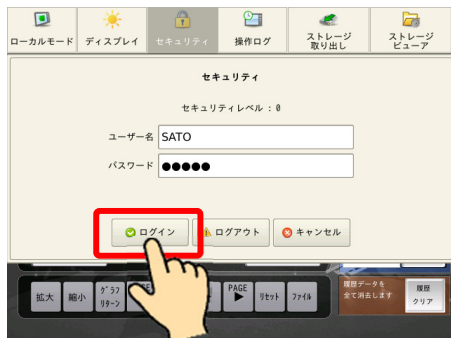 ローカルモード
ディスプレイ
セキュリティ
操作ログ
ストレージ
取り出し
ストレージ
ビューア
セキュリティ
セキュリティレベル : 0
ユーザー名
SATO
パスワード
●●●●●
ログイン
ログアウト
キャンセル
拡大
縮小
グラフ
リターン
PAGE
▶
リセット
ファイル
履歴データを
全て消去します
履歴
クリア